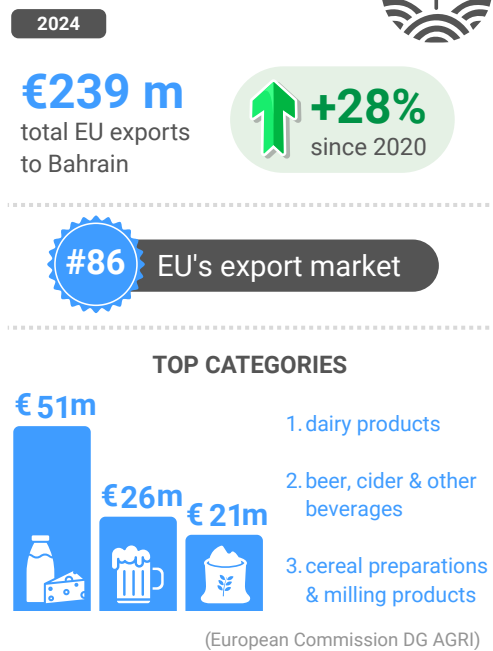 2024
€239 m
total EU exports
to Bahrain
+28%
since 2020
#86
EU's export market
TOP CATEGORIES
€ 51m
€26m
€ 21m
1. dairy products
2. beer, cider & other
beverages
3. cereal preparations
& milling products
(European Commission DG AGRI)